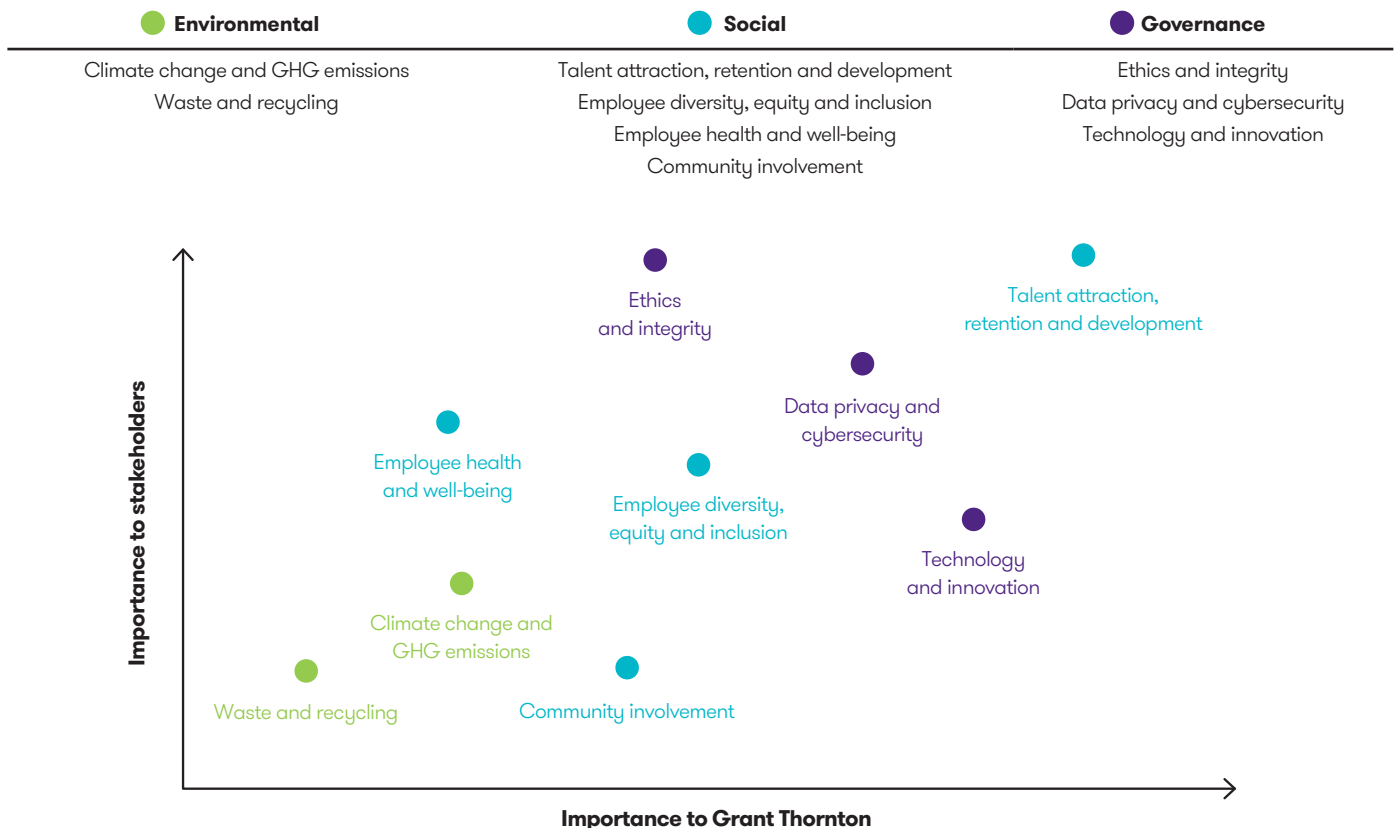 Environmental
Social
Governance
Climate change and GHG emissions
Waste and recycling
Talent attraction, retention and development
Employee diversity, equity and inclusion
Employee health and well-being
Community involvement
Ethics and integrity
Data privacy and cybersecurity
Technology and innovation
Importance to stakeholders
Ethics
and integrity
Talent attraction,
retention and development
Data privacy and
cybersecurity
Employee health
and well-being
Employee diversity,
equity and inclusion
Technology
and innovation
Climate change and
GHG emissions
Waste and recycling
Community involvement
Importance to Grant Thornton